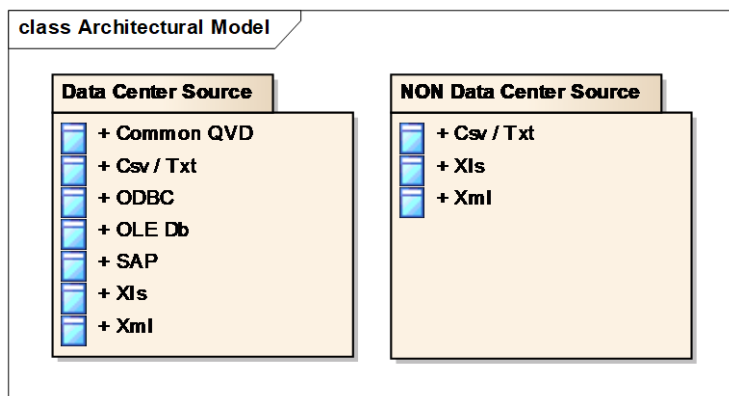 class Architectural Model
Data Center Source
+ Common QVD
+ Csv / Txt
+ ODBC
+ OLE Db
+ SAP
+ Xls
+ Xml
NON Data Center Source
+ Csv / Txt
+ Xls
+ Xml